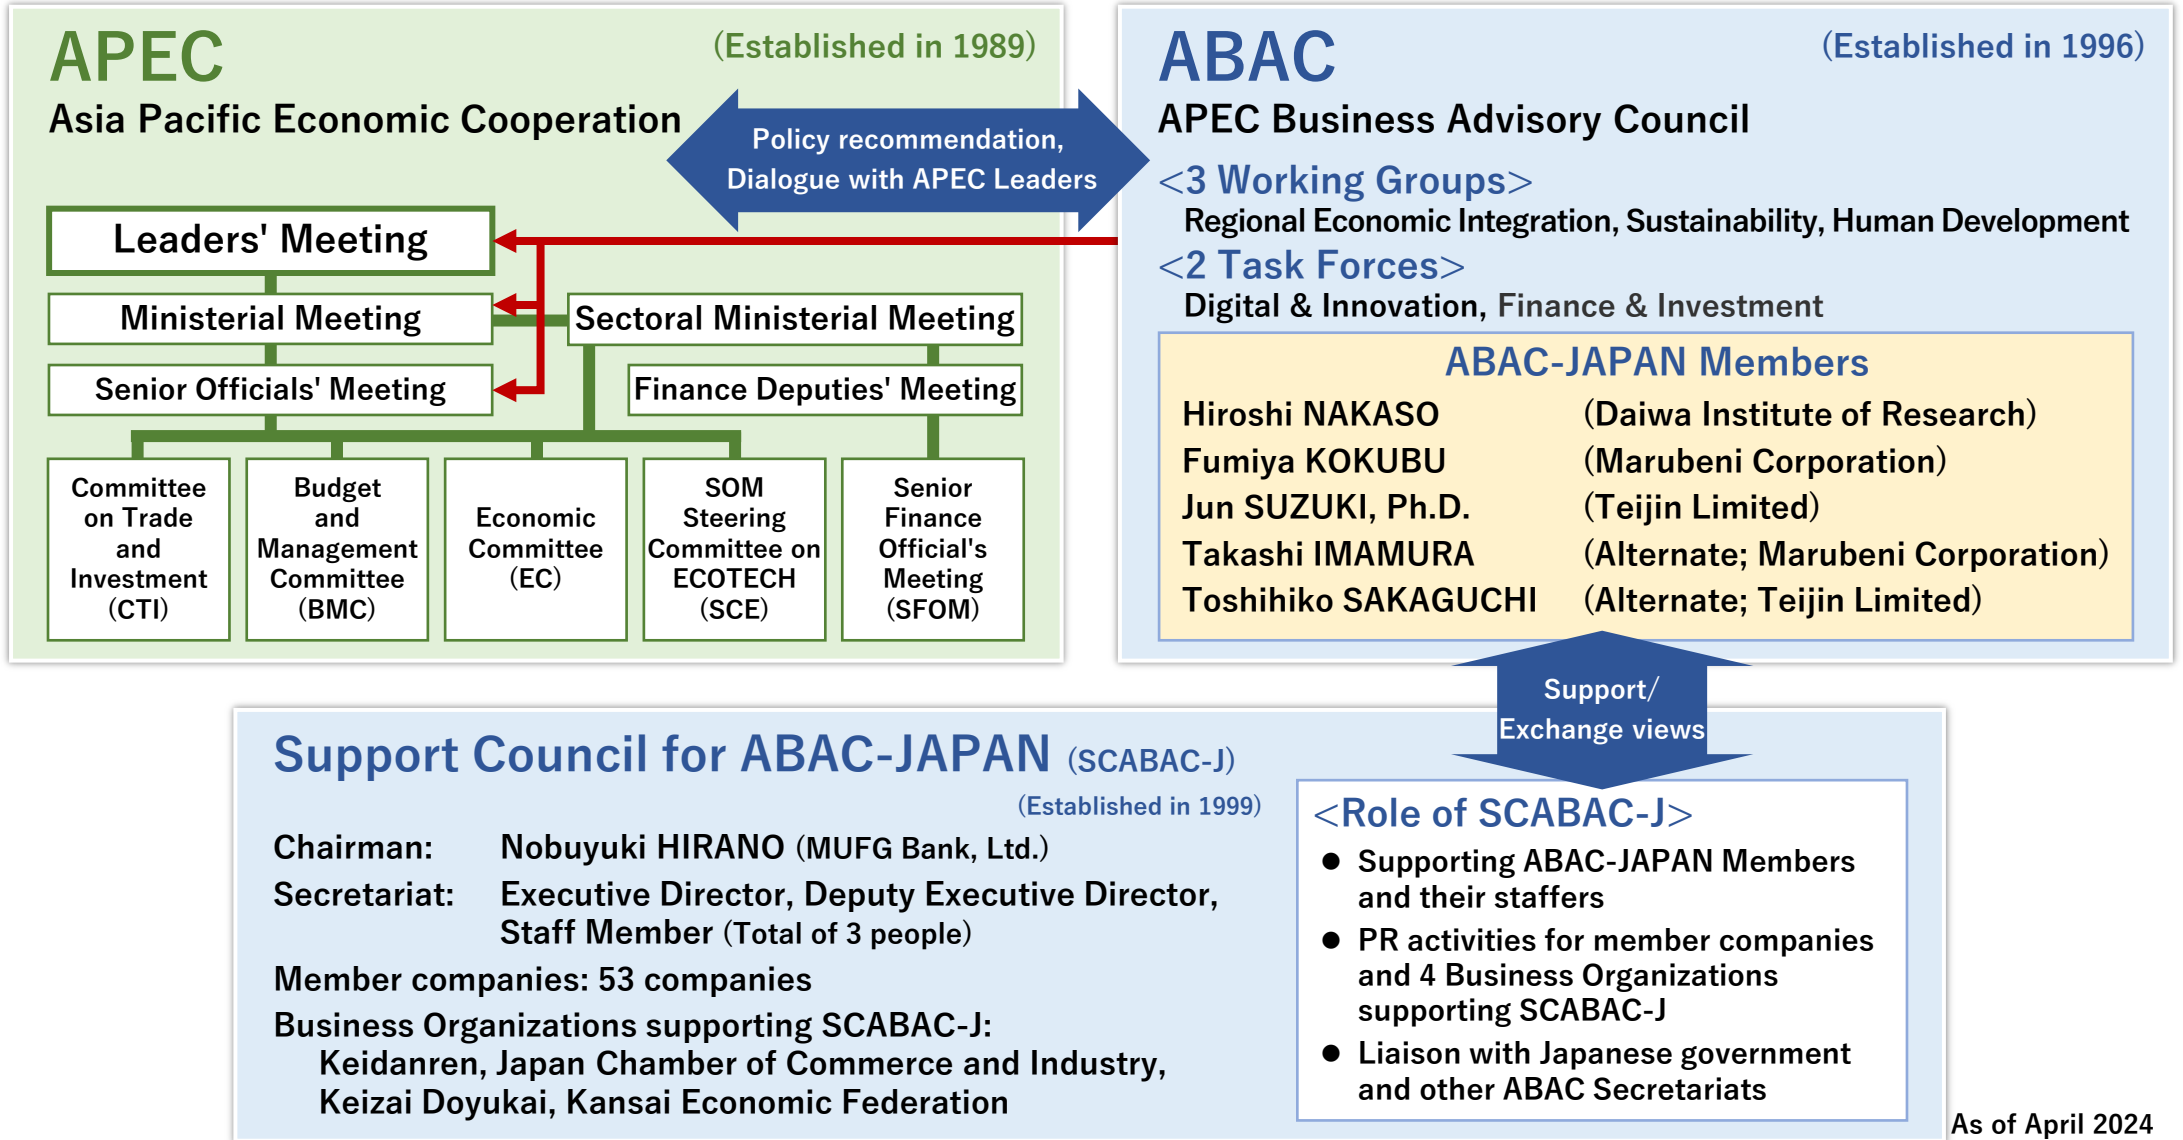 APEC
(Established in 1989)
Asia Pacific Economic Cooperation
Policy recommendation,
Dialogue with APEC Leaders
Leaders' Meeting
Ministerial Meeting
Sectoral Ministerial Meeting
Senior Officials' Meeting
Finance Deputies' Meeting
Committee
on Trade
and
Investment
(CTI)
Budget
and
Management
Committee
(BMC)
Economic
Committee
(EC)
SOM
Steering
Committee on
ECOTECH
(SCE)
Senior
Finance
Official's
Meeting
(SFOM)
ABAC
(Established in 1996)
APEC Business Advisory Council
<3 Working Groups>
Regional Economic Integration, Sustainability, Human Development
<2 Task Forces>
Digital & Innovation, Finance & Investment
ABAC-JAPAN Members
Hiroshi NAKASO (Daiwa Institute of Research)
Fumiya KOKUBU (Marubeni Corporation)
Jun SUZUKI, Ph.D. (Teijin Limited)
Takashi IMAMURA (Alternate; Marubeni Corporation)
Toshihiko SAKAGUCHI (Alternate; Teijin Limited)
Support/
Exchange views
Support Council for ABAC-JAPAN (SCABAC-J)
(Established in 1999)
Chairman: Nobuyuki HIRANO (MUFG Bank, Ltd.)
Secretariat: Executive Director, Deputy Executive Director,
Staff Member (Total of 3 people)
Member companies: 53 companies
Business Organizations supporting SCABAC-J:
Keidanren, Japan Chamber of Commerce and Industry,
Keizai Doyukai, Kansai Economic Federation
<Role of SCABAC-J>
● Supporting ABAC-JAPAN Members
and their staffers
● PR activities for member companies
and 4 Business Organizations
supporting SCABAC-J
● Liaison with Japanese government
and other ABAC Secretariats
As of April 2024